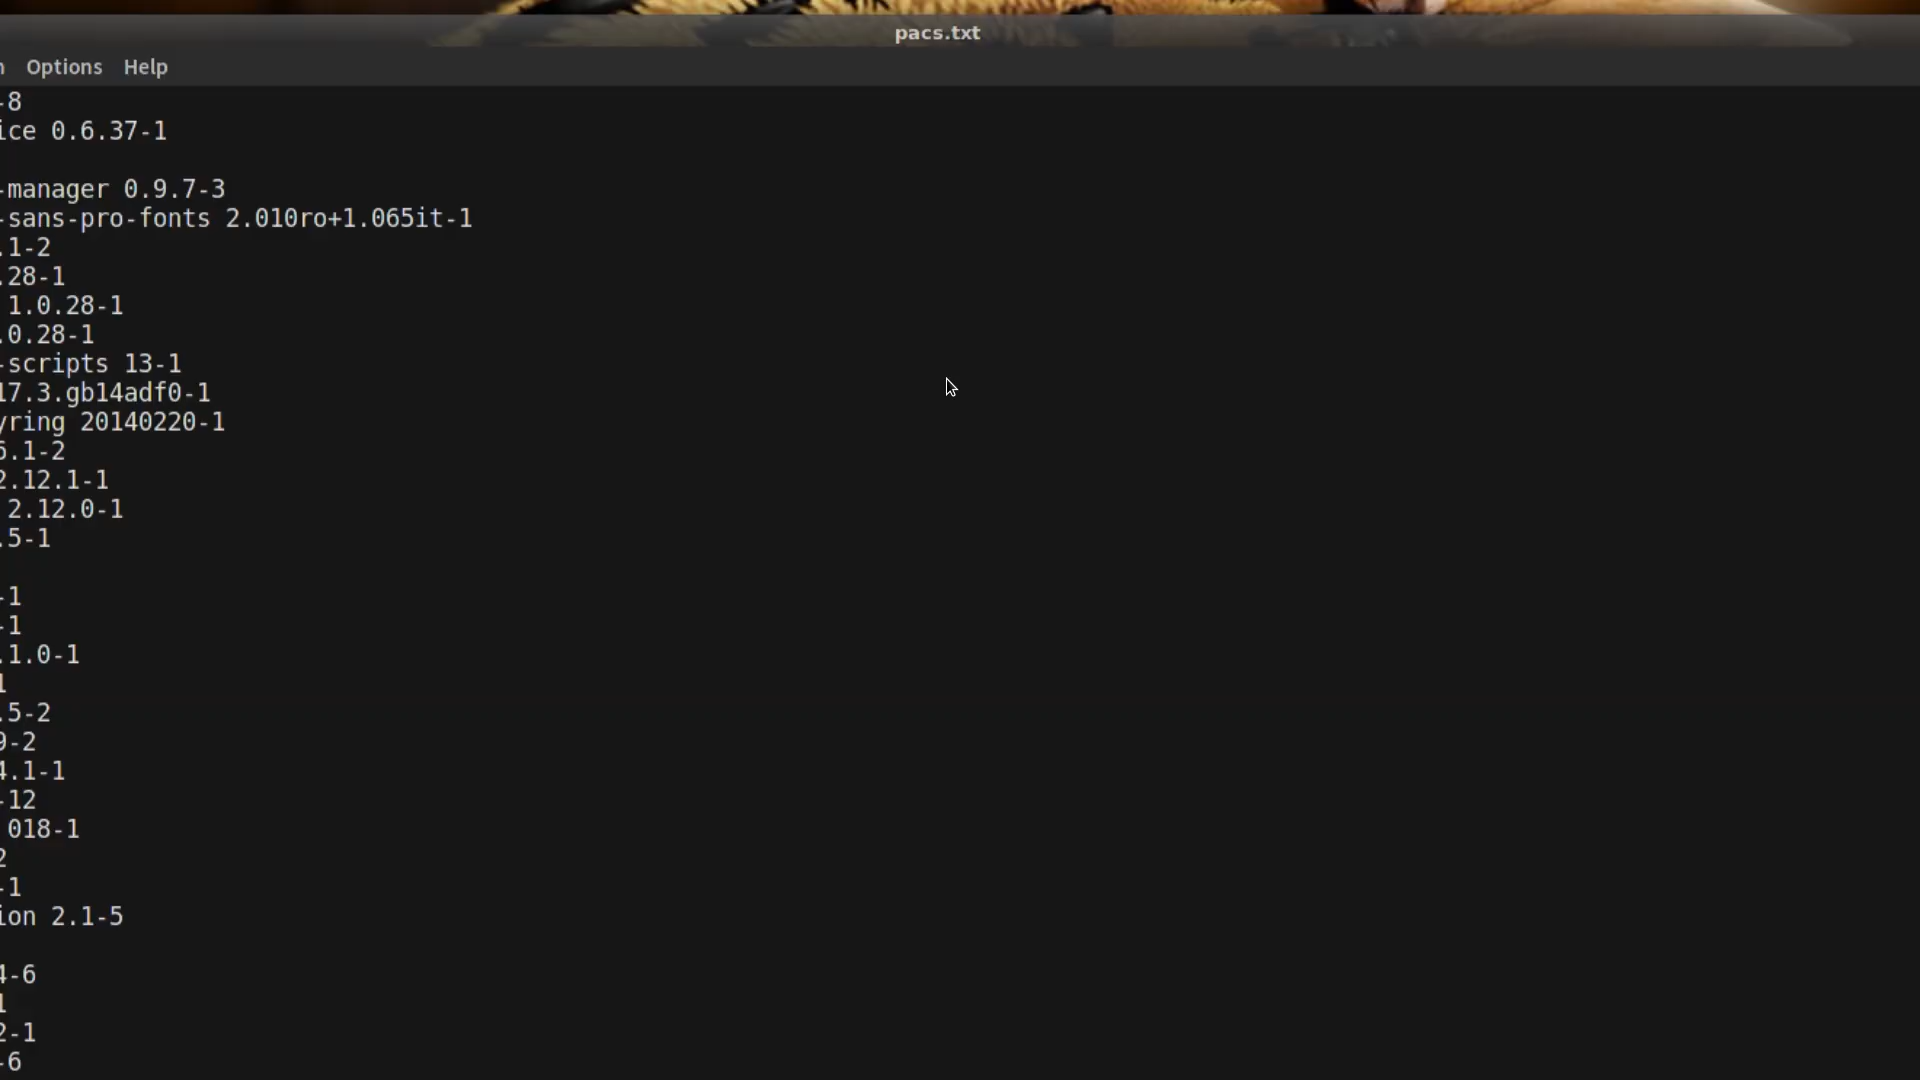 pacs.txt
Options Help
-8
ice 0.6.37-1
-manager 0.9.7-3
-sans-pro-fonts 2.010ro+1.065it-1
.1-2
.28-1
1.0.28-1
.0.28-1
-scripts 13-1
17.3.gb14adf0-1
yring 20140220-1
6.1-2
2.12.1-1
2.12.0-1
.5-1
-1
-1
.1.0-1
1
.5-2
9-2
4.1-1
-12
018-1
2
-1
ion 2.1-5
4-6
1
2-1
-6